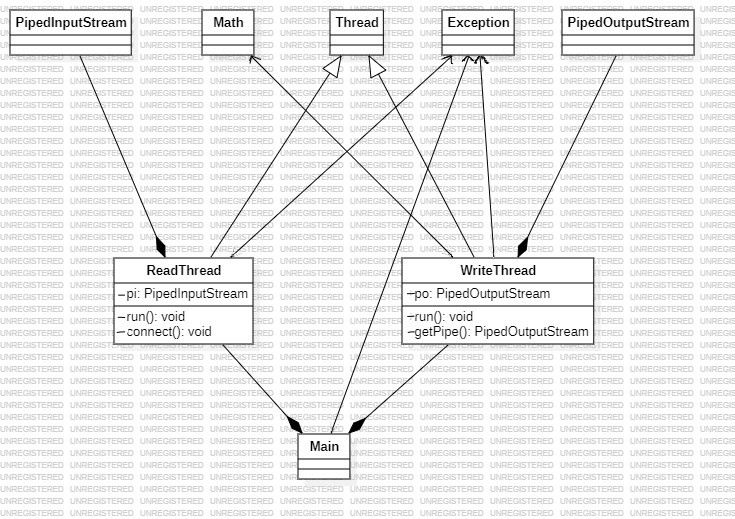 PipedInputStream
Math
Thread
Exception
PipedOutputStream
ReadThread
–pi: PipedInputStream
–run(): void
–connect(): void
WriteThread
–po: PipedOutputStream
–run(): void
–getPipe(): PipedOutputStream
Main
UNREGISTERED